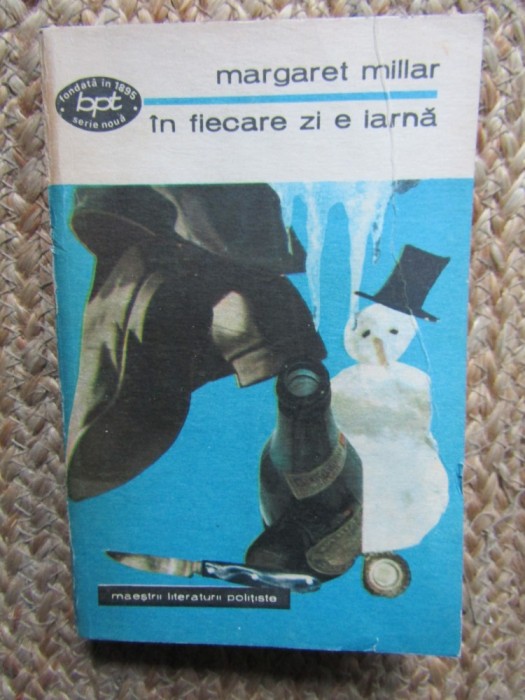 margaret millar
fondată în 1895
bpt
serie nouă
în fiecare zi e iarnă
maeștrii literaturii polițiste